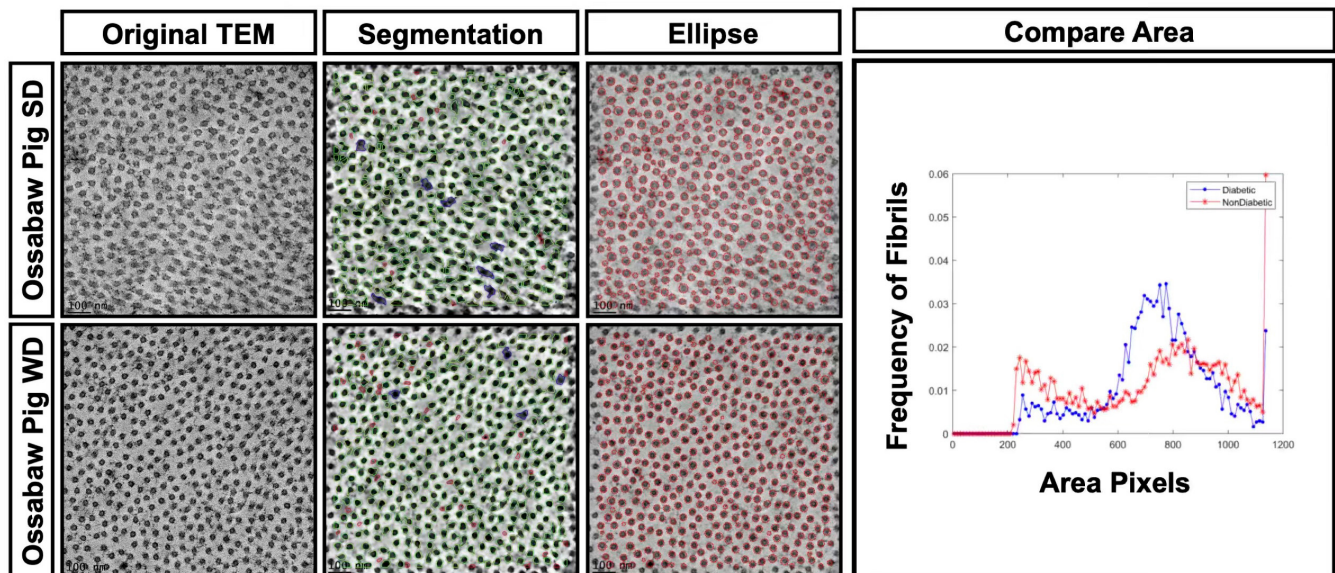 Original TEM
Segmentation
Ellipse
Compare Area
Ossabaw Pig SD
100 nm
100 nm
100 nm
Ossabaw Pig WD
100 nm
100 nm
100 nm
Frequency of Fibrils
0.06
0.05
0.04
0.03
0.02
0.01
0
Diabetic
NonDiabetic
0
200
400
600
800
1000
1200
Area Pixels